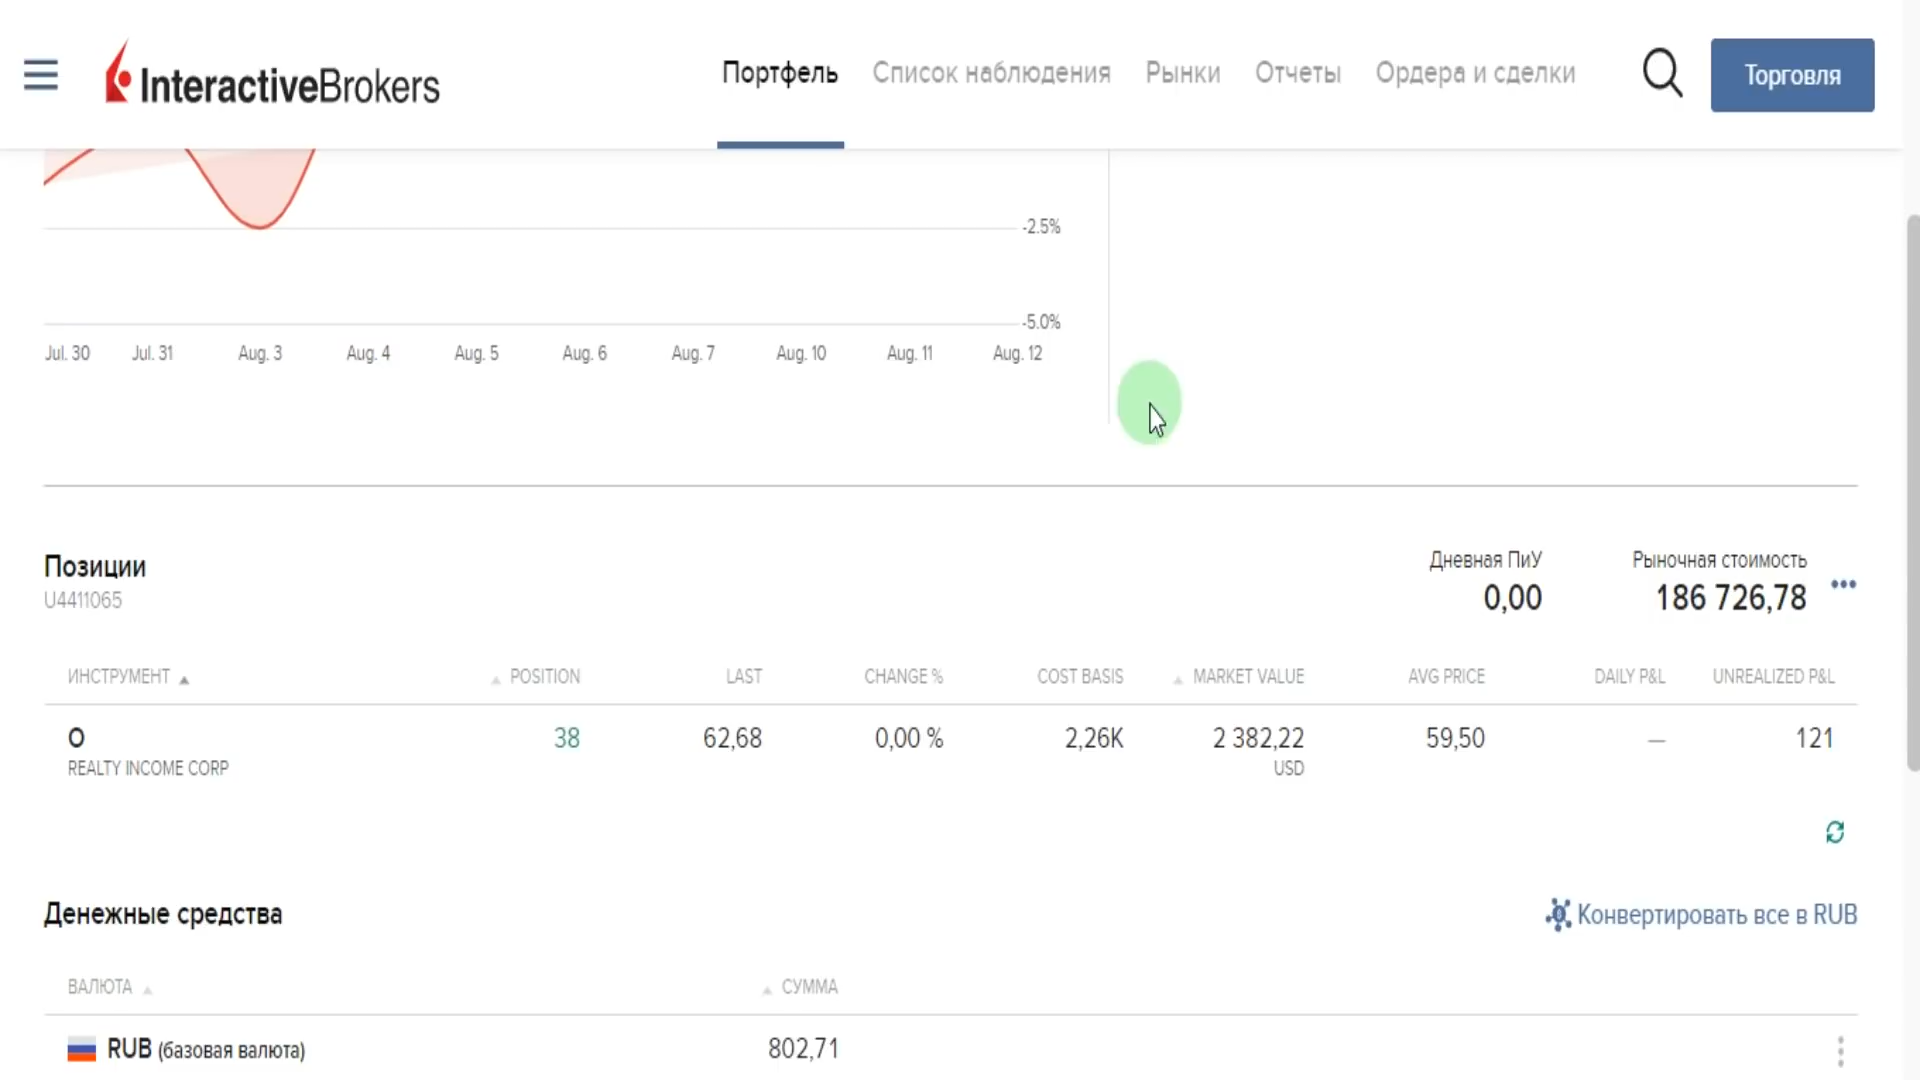 InteractiveBrokers
Портфель Список наблюдения Рынки Отчеты Ордера и сделки Торговля
-2.5%
-5.0%
Jul. 30 Jul. 31 Aug. 3 Aug. 4 Aug. 5 Aug. 6 Aug. 7 Aug. 10 Aug. 11 Aug. 12
Позиции
U4411065
Дневная ПиУ
0,00
Рыночная стоимость
186 726,78
ИНСТРУМЕНТ POSITION LAST CHANGE % COST BASIS MARKET VALUE AVG PRICE DAILY P&L UNREALIZED P&L
O 38 62,68 0,00 % 2,26K 2 382,22 59,50 — 121
REALTY INCOME CORP USD
Денежные средства
Конвертировать все в RUB
ВАЛЮТА СУММА
RUB (базовая валюта) 802,71